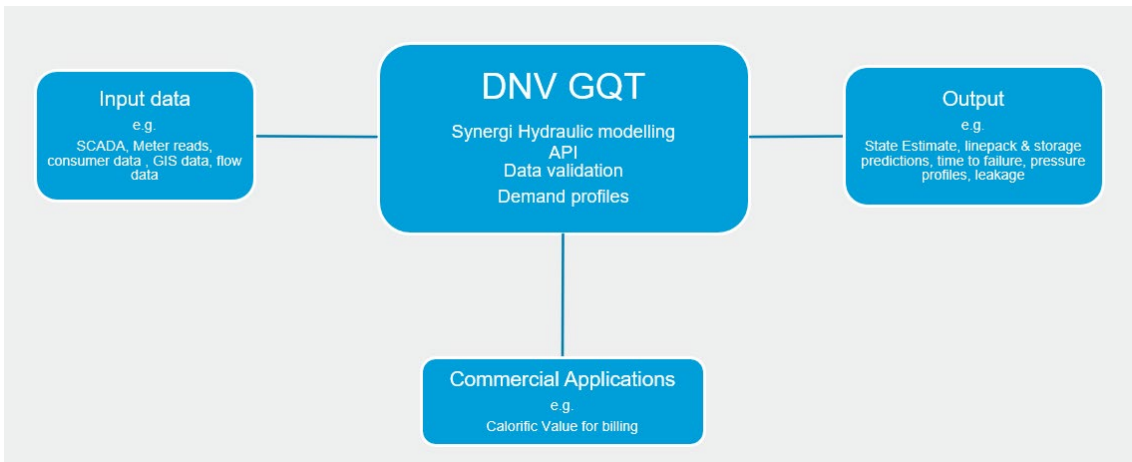 Input data
e.g.
SCADA, Meter reads,
consumer data , GIS data, flow
data
DNV GQT
Synergi Hydraulic modelling
API
Data validation
Demand profiles
Output
e.g.
State Estimate, linepack & storage
predictions, time to failure, pressure
profiles, leakage
Commercial Applications
e.g.
Calorific Value for billing